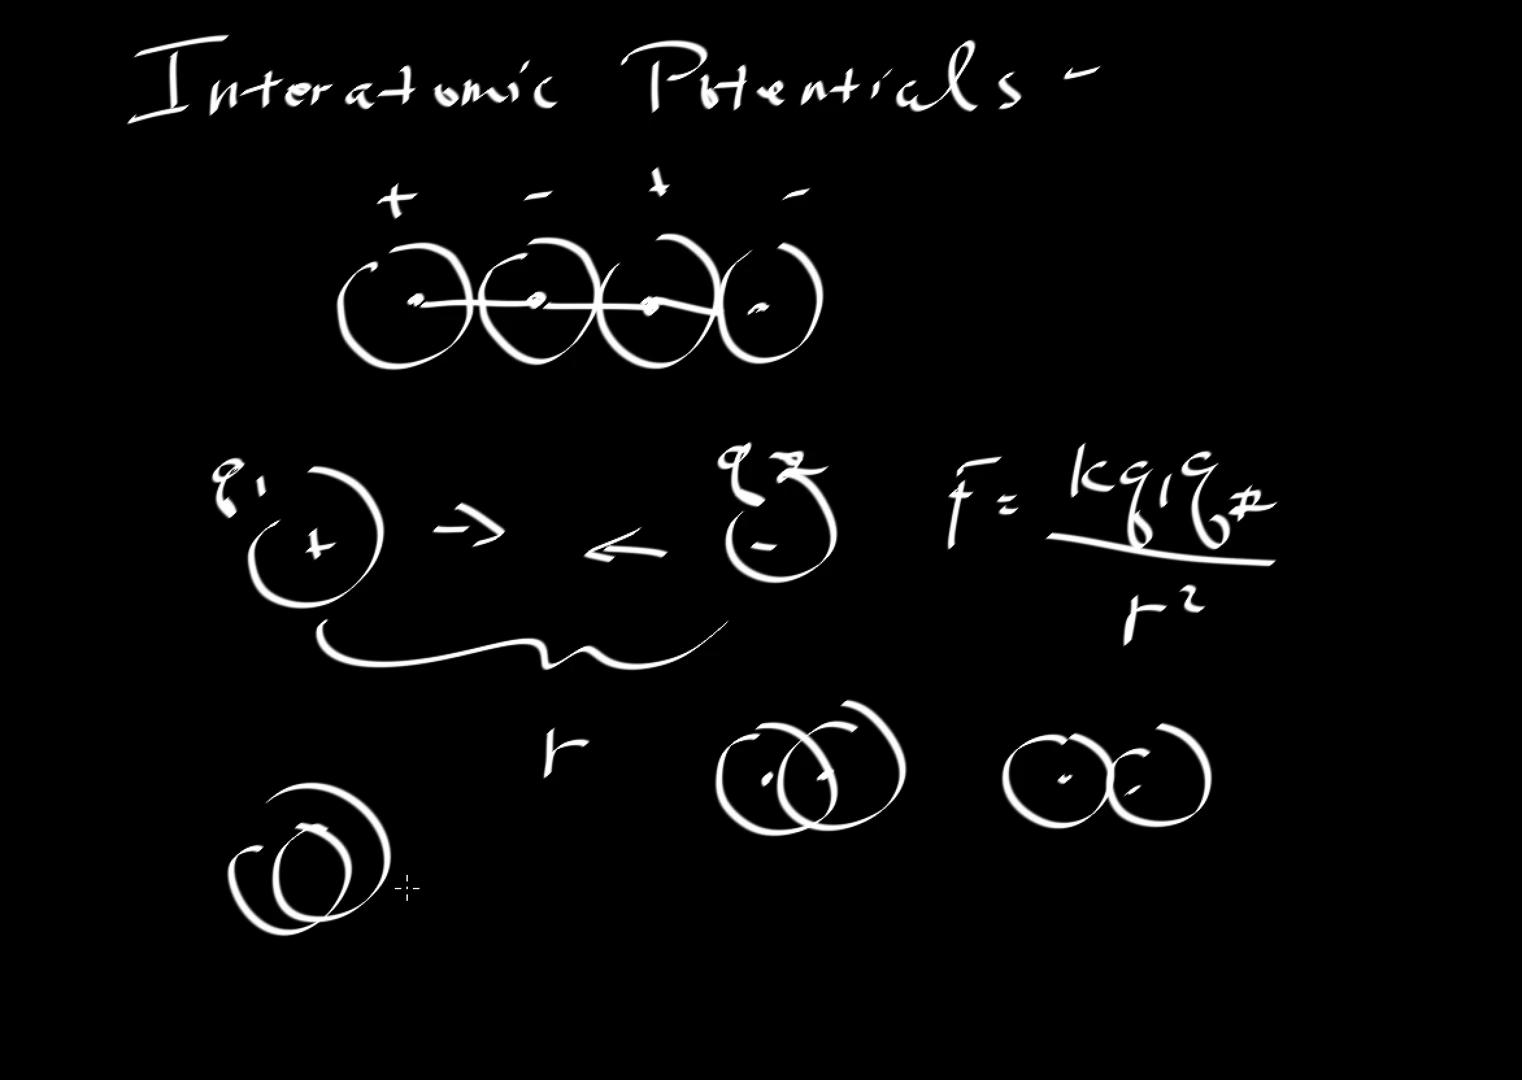 Interatomic Potentials -
+ - + -
q1 q2 F = kq1q2 / r²
+ -
r